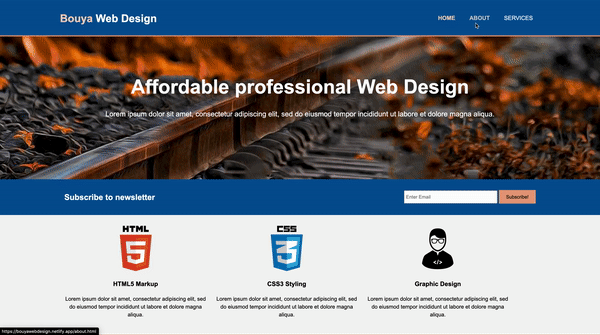 Bouya Web Design
HOME ABOUT SERVICES
Affordable professional Web Design
Lorem ipsum dolor sit amet, consectetur adipiscing elit, sed do eiusmod tempor incididunt ut labore et dolore magna aliqua.
Subscribe to newsletter
Enter Email
Subscribe!
HTML
5
CSS
3
</>
HTML5 Markup
CSS3 Styling
Graphic Design
Lorem ipsum dolor sit amet, consectetur adipiscing elit, sed
do eiusmod tempor incididunt ut labore et dolore magna
aliqua.
Lorem ipsum dolor sit amet, consectetur adipiscing elit, sed
do eiusmod tempor incididunt ut labore et dolore magna
aliqua.
Lorem ipsum dolor sit amet, consectetur adipiscing elit, sed
do eiusmod tempor incididunt ut labore et dolore magna
aliqua.
https://bouyawebdesign.netlify.app/about.html